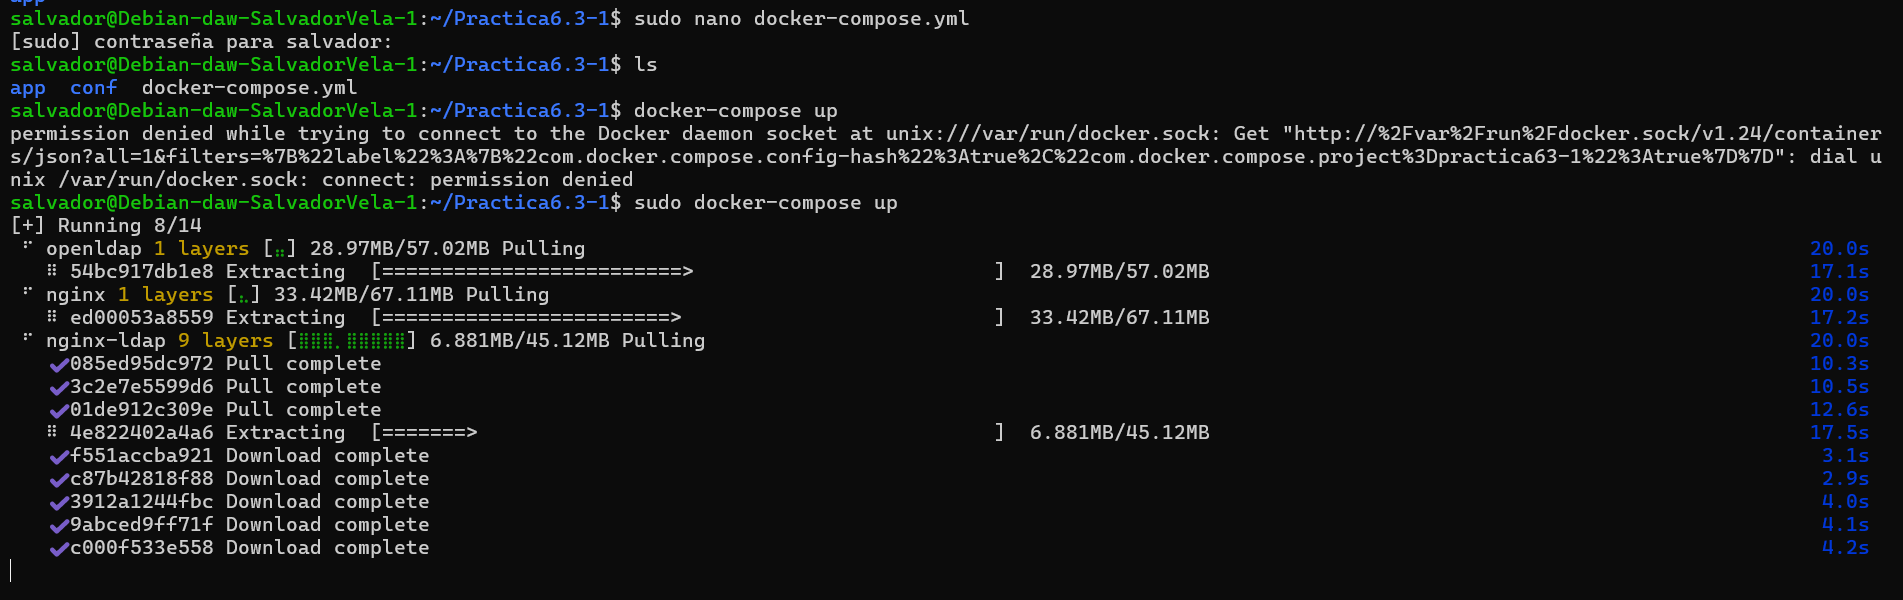 app
salvador@Debian-daw-SalvadorVela-1:~/Practica6.3-1$ sudo nano docker-compose.yml
[sudo] contraseña para salvador:
salvador@Debian-daw-SalvadorVela-1:~/Practica6.3-1$ ls
app  conf  docker-compose.yml
salvador@Debian-daw-SalvadorVela-1:~/Practica6.3-1$ docker-compose up
permission denied while trying to connect to the Docker daemon socket at unix:///var/run/docker.sock: Get "http://%2Fvar%2Frun%2Fdocker.sock/v1.24/container
s/json?all=1&filters=%7B%22label%22%3A%7B%22com.docker.compose.config-hash%22%3Atrue%2C%22com.docker.compose.project%3Dpractica63-1%22%3Atrue%7D%7D": dial u
nix /var/run/docker.sock: connect: permission denied
salvador@Debian-daw-SalvadorVela-1:~/Practica6.3-1$ sudo docker-compose up
[+] Running 8/14
⠋ openldap 1 layers [⣤] 28.97MB/57.02MB Pulling 20.0s
⠿ 54bc917db1e8 Extracting [=========================>                         ] 28.97MB/57.02MB 17.1s
⠋ nginx 1 layers [⣄] 33.42MB/67.11MB Pulling 20.0s
⠿ ed00053a8559 Extracting [========================>                          ] 33.42MB/67.11MB 17.2s
⠋ nginx-ldap 9 layers [⣿⣿⣿⡀⣿⣿⣿⣿⣿] 6.881MB/45.12MB Pulling 20.0s
✔085ed95dc972 Pull complete 10.3s
✔3c2e7e5599d6 Pull complete 10.5s
✔01de912c309e Pull complete 12.6s
⠿ 4e822402a4a6 Extracting [=======>                                           ] 6.881MB/45.12MB 17.5s
✔f551accba921 Download complete 3.1s
✔c87b42818f88 Download complete 2.9s
✔3912a1244fbc Download complete 4.0s
✔9abced9ff71f Download complete 4.1s
✔c000f533e558 Download complete 4.2s